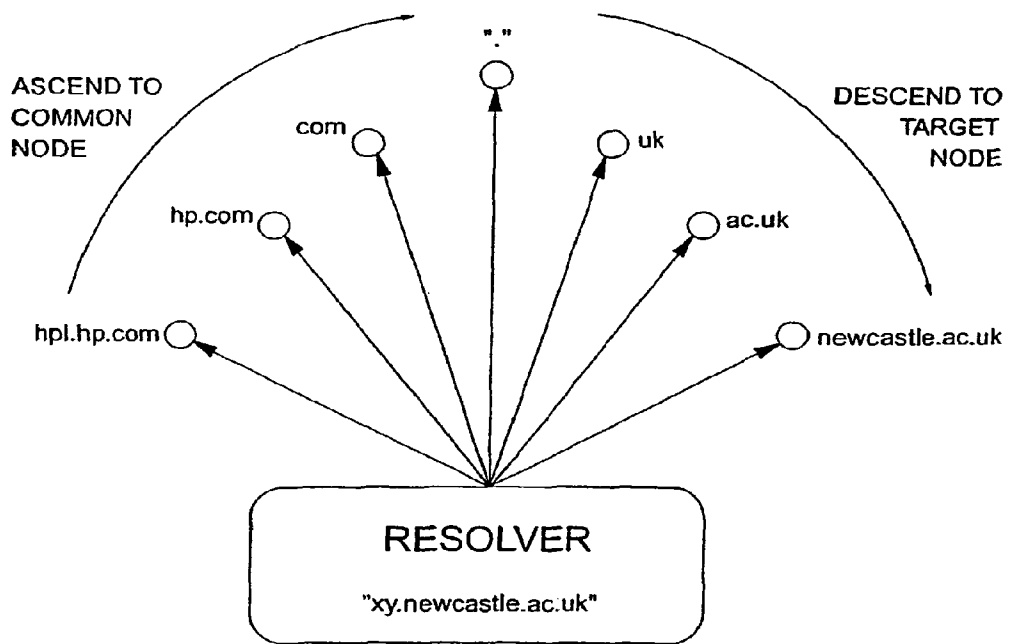 "."
ASCEND TO
COMMON
NODE
DESCEND TO
TARGET
NODE
com
uk
hp.com
ac.uk
hpl.hp.com
newcastle.ac.uk
RESOLVER
"xy.newcastle.ac.uk"